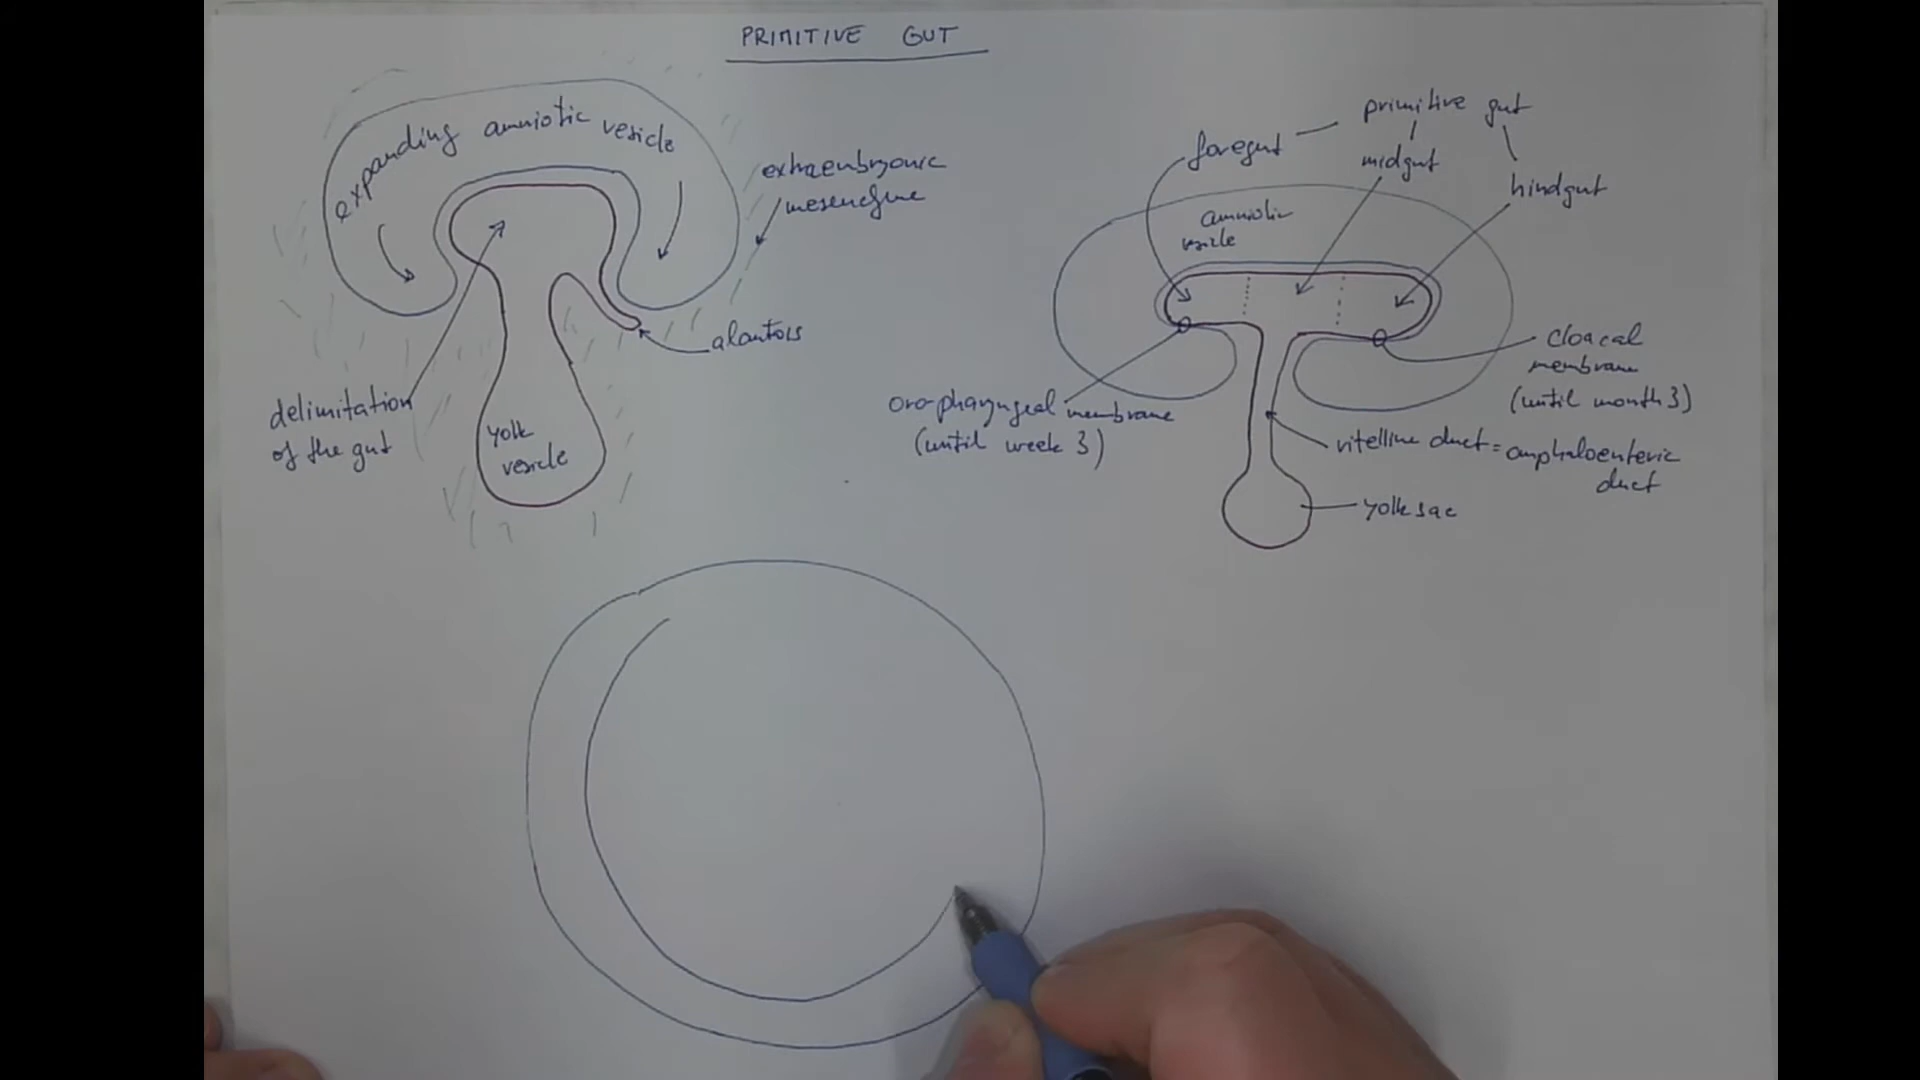 PRIMITIVE GUT
expanding amniotic vesicle
extraembryonic
mesenchyme
alantois
delimitation
of the gut
yolk
vesicle
primitive gut
foregut
midgut
hindgut
amniotic
vesicle
cloacal
membrane
(until month 3)
oro-pharyngeal membrane
(until week 3)
vitelline duct = omphaloenteric
duct
yolk sac